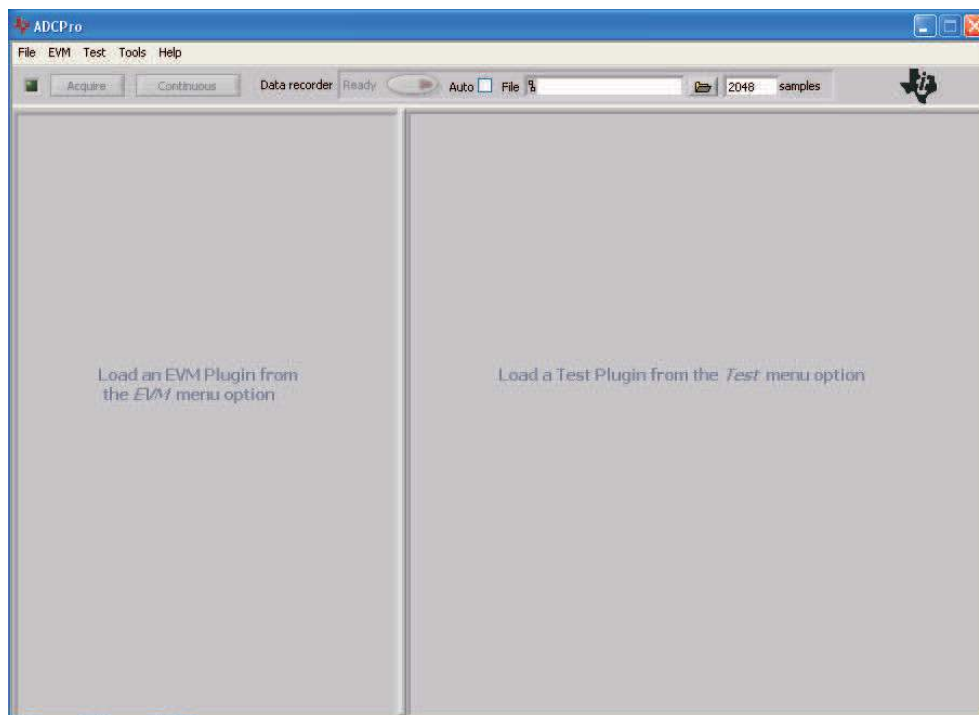 ADCPro
File EVM Test Tools Help
Acquire Continuous Data recorder Ready Auto File 2048 samples
Load an EVM Plugin from
the EVM menu option
Load a Test Plugin from the Test menu option